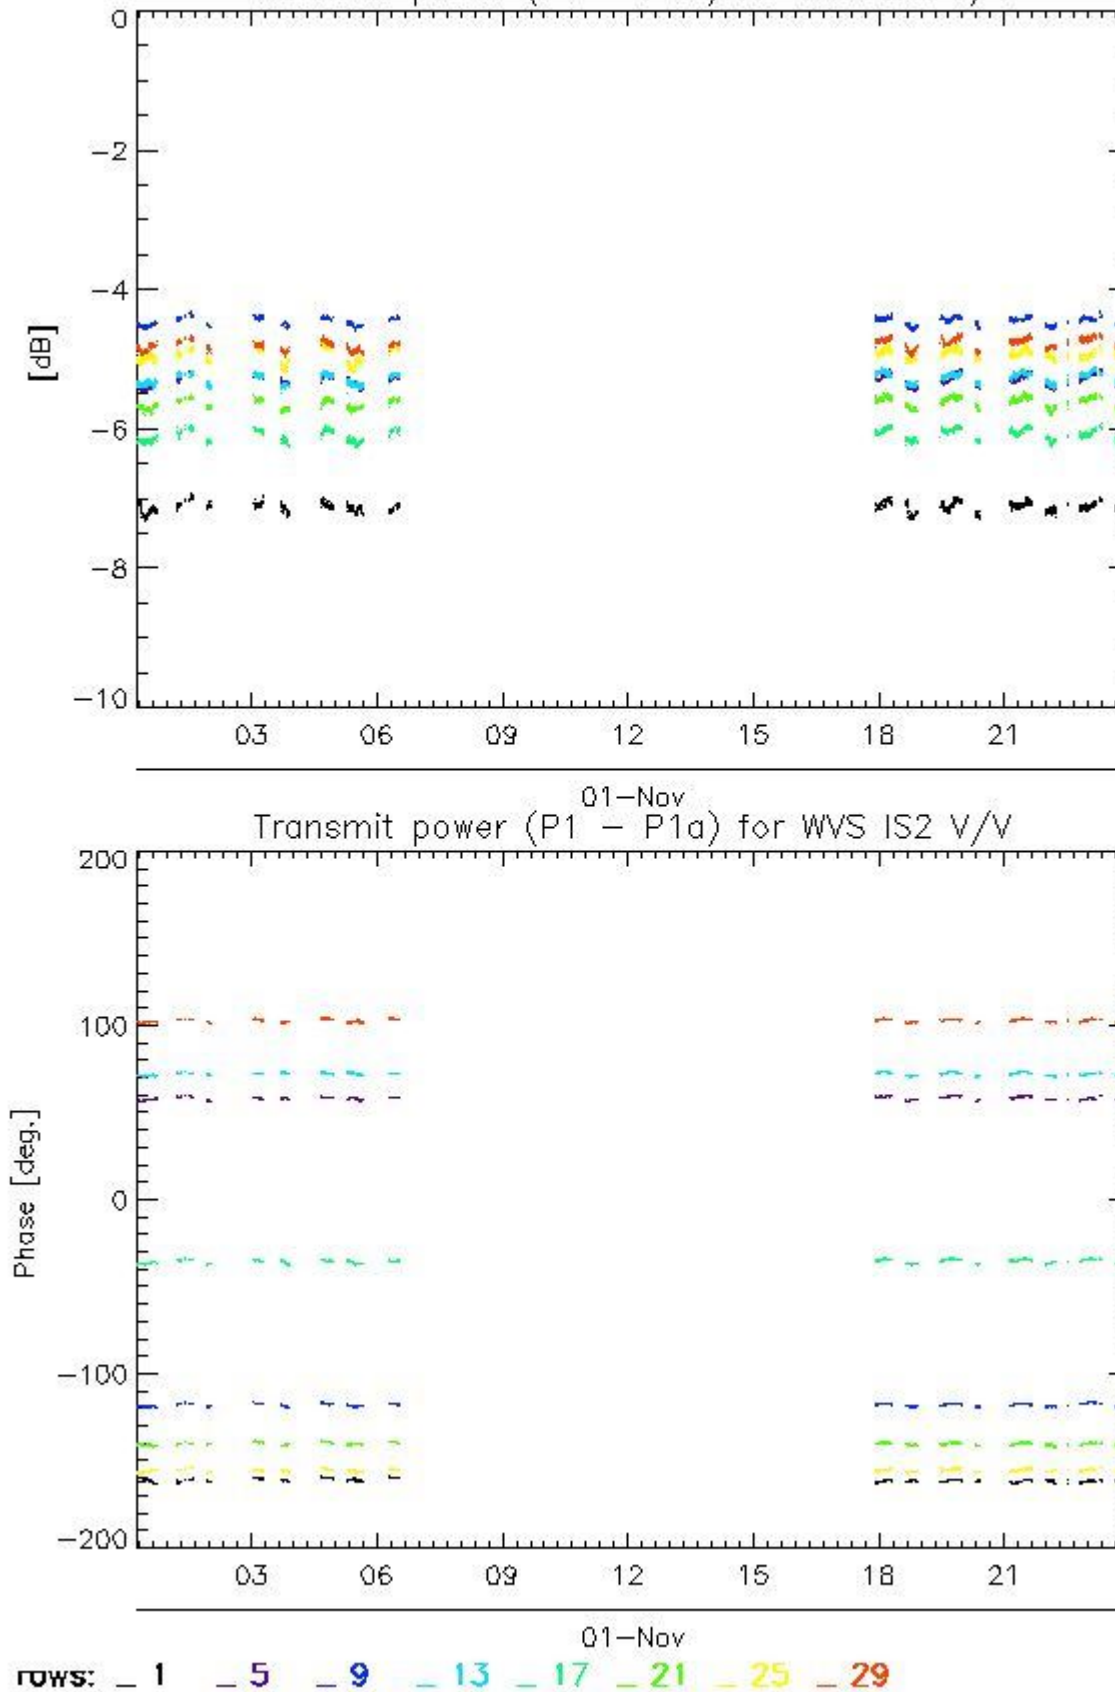 0
-2
-4
[dB]
-6
-8
-10
03 06 09 12 15 18 21
01-Nov
Transmit power (P1 - P1a) for WVS IS2 V/V
200
100
Phase [deg.]
0
-100
-200
03 06 09 12 15 18 21
01-Nov
rows: _ 1 _ 5 _ 9 _ 13 _ 17 _ 21 _ 25 _ 29